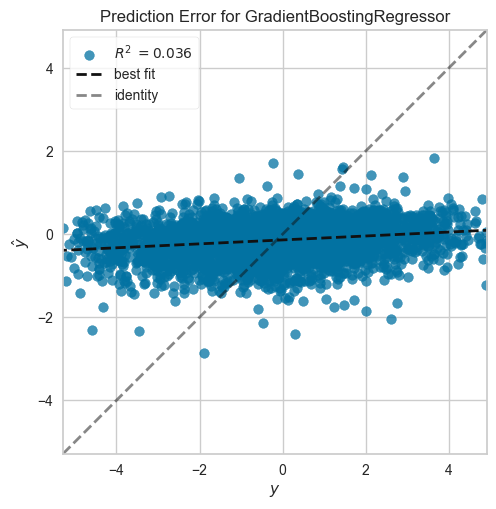 Prediction Error for GradientBoostingRegressor
R² = 0.036
best fit
identity
4
2
0
−2
−4
ŷ
−4 −2 0 2 4
y